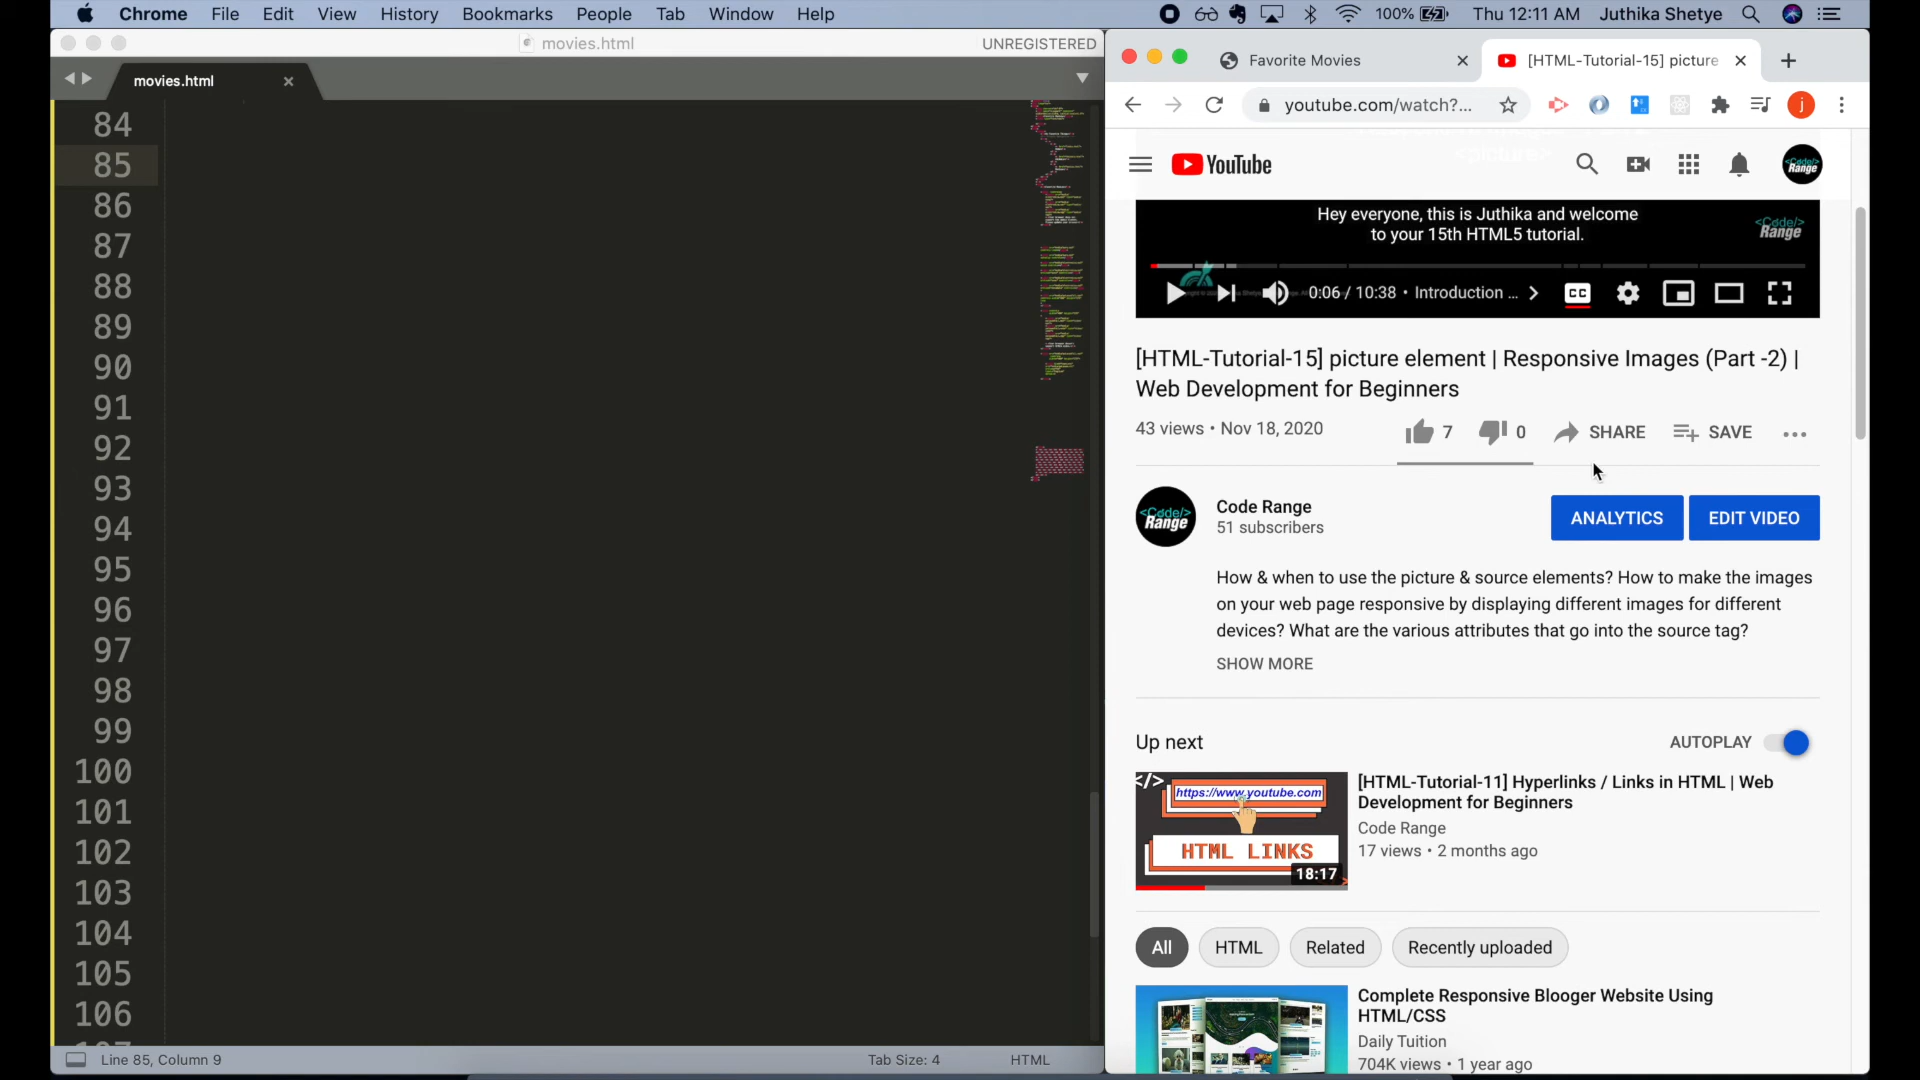 Chrome File Edit View History Bookmarks People Tab Window Help 100% Thu 12:11 AM Juthika Shetye
movies.html UNREGISTERED
movies.html
84
85
86
87
88
89
90
91
92
93
94
95
96
97
98
99
100
101
102
103
104
105
106
Line 85, Column 9 Tab Size: 4 HTML
Favorite Movies [HTML-Tutorial-15] picture
youtube.com/watch?... j
YouTube <Code/> Range
Hey everyone, this is Juthika and welcome
to your 15th HTML5 tutorial.
<Code/>
Range
0:06 / 10:38 • Introduction ... CC
[HTML-Tutorial-15] picture element | Responsive Images (Part -2) |
Web Development for Beginners
43 views • Nov 18, 2020 7 0 SHARE SAVE
<Code/>
Range
Code Range
51 subscribers
ANALYTICS EDIT VIDEO
How & when to use the picture & source elements? How to make the images
on your web page responsive by displaying different images for different
devices? What are the various attributes that go into the source tag?
SHOW MORE
Up next AUTOPLAY
</>
https://www.youtube.com
HTML LINKS
18:17
[HTML-Tutorial-11] Hyperlinks / Links in HTML | Web
Development for Beginners
Code Range
17 views • 2 months ago
All HTML Related Recently uploaded
Complete Responsive Blooger Website Using
HTML/CSS
Daily Tuition
704K views • 1 year ago